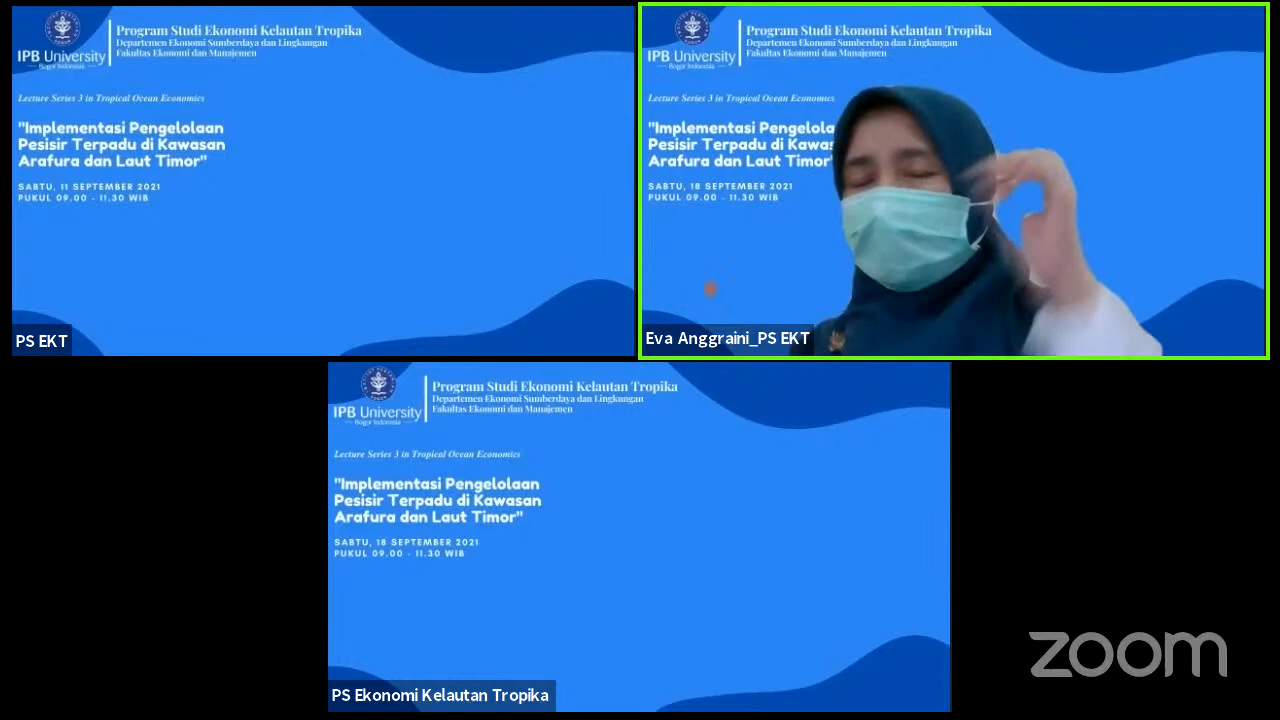 IPB University
Bogor Indonesia
Program Studi Ekonomi Kelautan Tropika
Departemen Ekonomi Sumberdaya dan Lingkungan
Fakultas Ekonomi dan Manajemen
Lecture Series 3 in Tropical Ocean Economics
"Implementasi Pengelolaan
Pesisir Terpadu di Kawasan
Arafura dan Laut Timor"
SABTU, 11 SEPTEMBER 2021
PUKUL 09.00 - 11.30 WIB
PS EKT
IPB University
Bogor Indonesia
Program Studi Ekonomi Kelautan Tropika
Departemen Ekonomi Sumberdaya dan Lingkungan
Fakultas Ekonomi dan Manajemen
Lecture Series 3 in Tropical Ocean Economics
"Implementasi Pengelola
Pesisir Terpadu di Kawas
Arafura dan Laut Timor"
SABTU, 18 SEPTEMBER 2021
PUKUL 09.00 - 11.30 WIB
Eva Anggraini_PS EKT
IPB University
Bogor Indonesia
Program Studi Ekonomi Kelautan Tropika
Departemen Ekonomi Sumberdaya dan Lingkungan
Fakultas Ekonomi dan Manajemen
Lecture Series 3 in Tropical Ocean Economics
"Implementasi Pengelolaan
Pesisir Terpadu di Kawasan
Arafura dan Laut Timor"
SABTU, 18 SEPTEMBER 2021
PUKUL 09.00 - 11.30 WIB
PS Ekonomi Kelautan Tropika
zoom